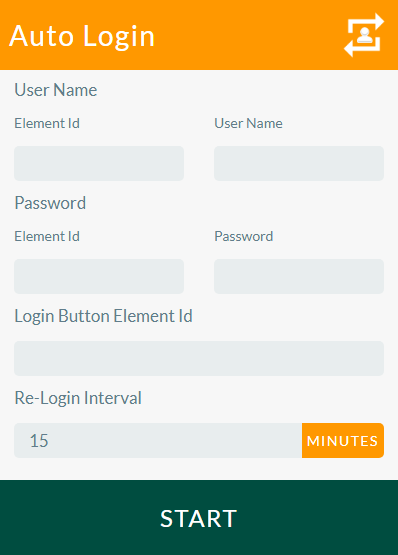 Auto Login
User Name
Element Id User Name
Password
Element Id Password
Login Button Element Id
Re-Login Interval
15 MINUTES
START